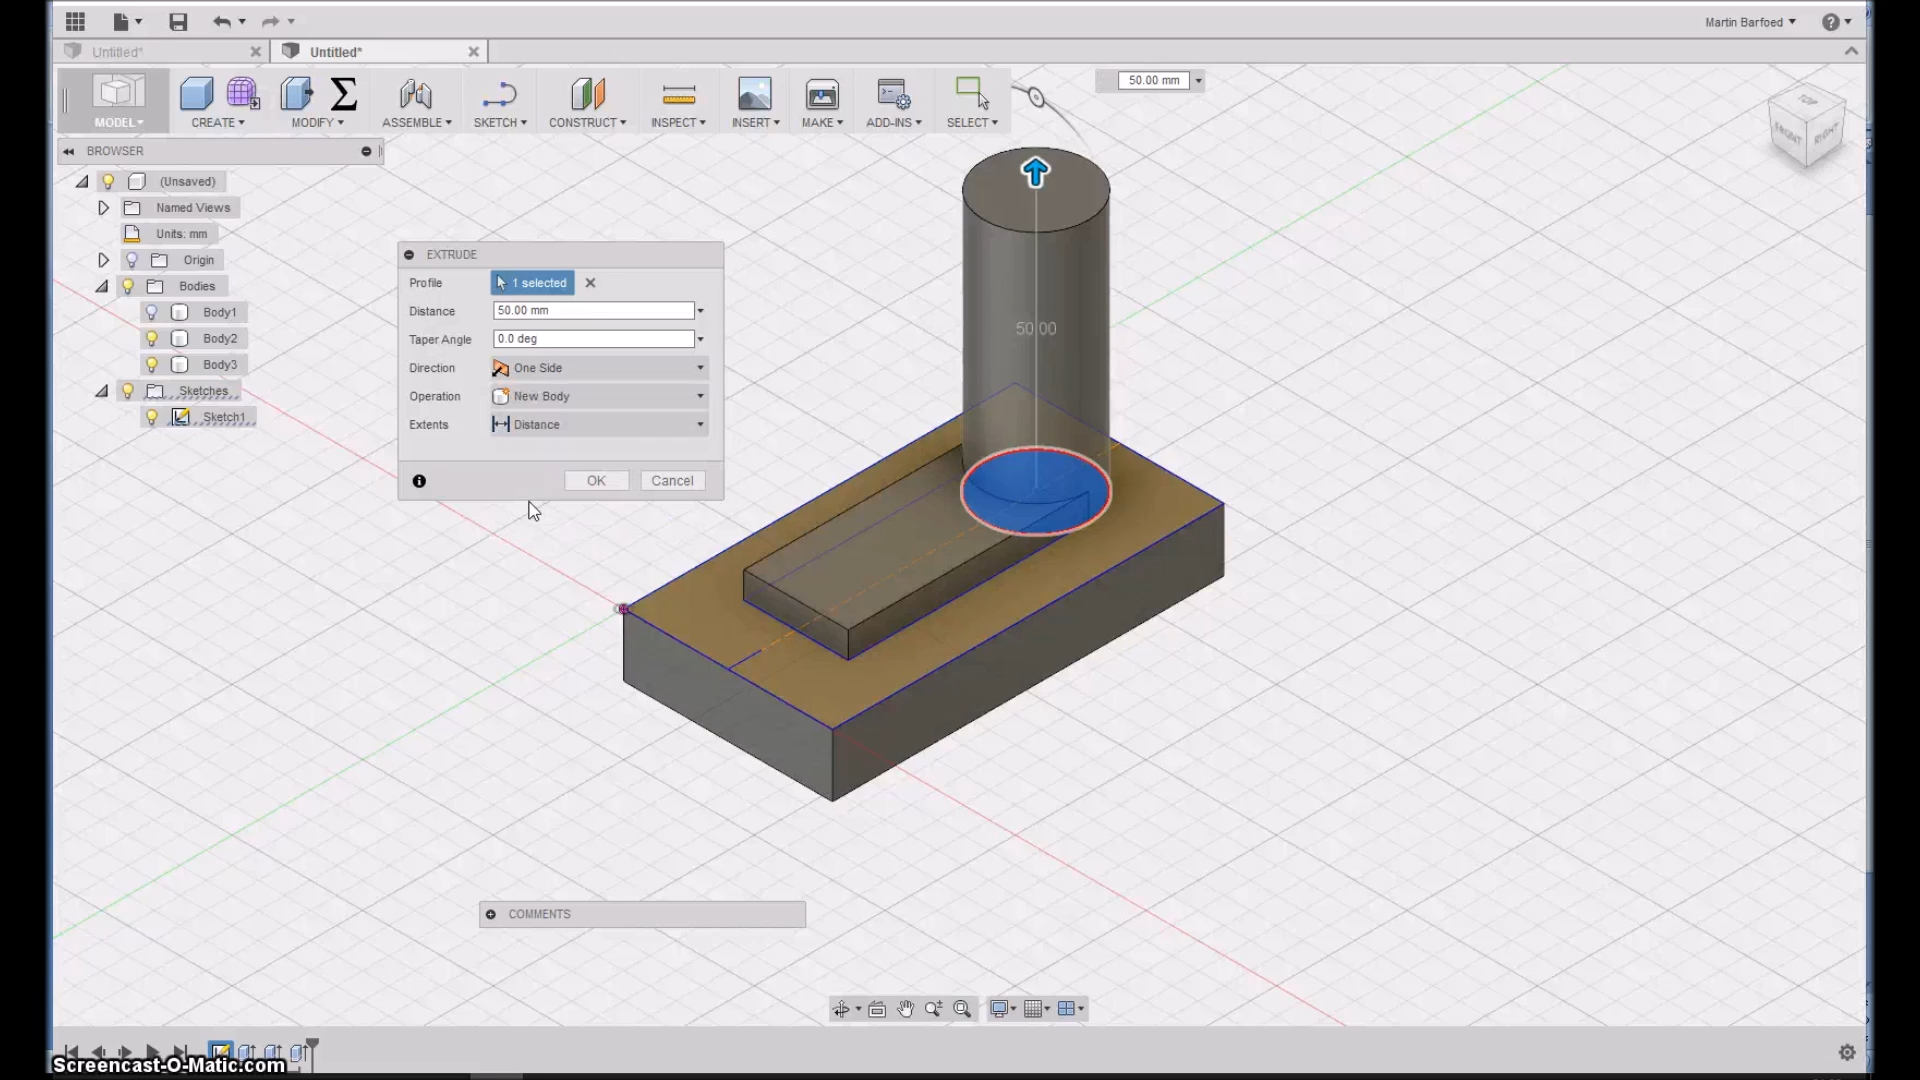 Martin Barfoed
Untitled*
Untitled*
MODEL
CREATE
MODIFY
ASSEMBLE
SKETCH
CONSTRUCT
INSPECT
INSERT
MAKE
ADD-INS
SELECT
50.00 mm
TOP
FRONT
RIGHT
BROWSER
(Unsaved)
Named Views
Units: mm
Origin
Bodies
Body1
Body2
Body3
Sketches
Sketch1
EXTRUDE
Profile 1 selected
Distance 50.00 mm
Taper Angle 0.0 deg
Direction One Side
Operation New Body
Extents Distance
OK Cancel
50.00
COMMENTS
Screencast-O-Matic.com